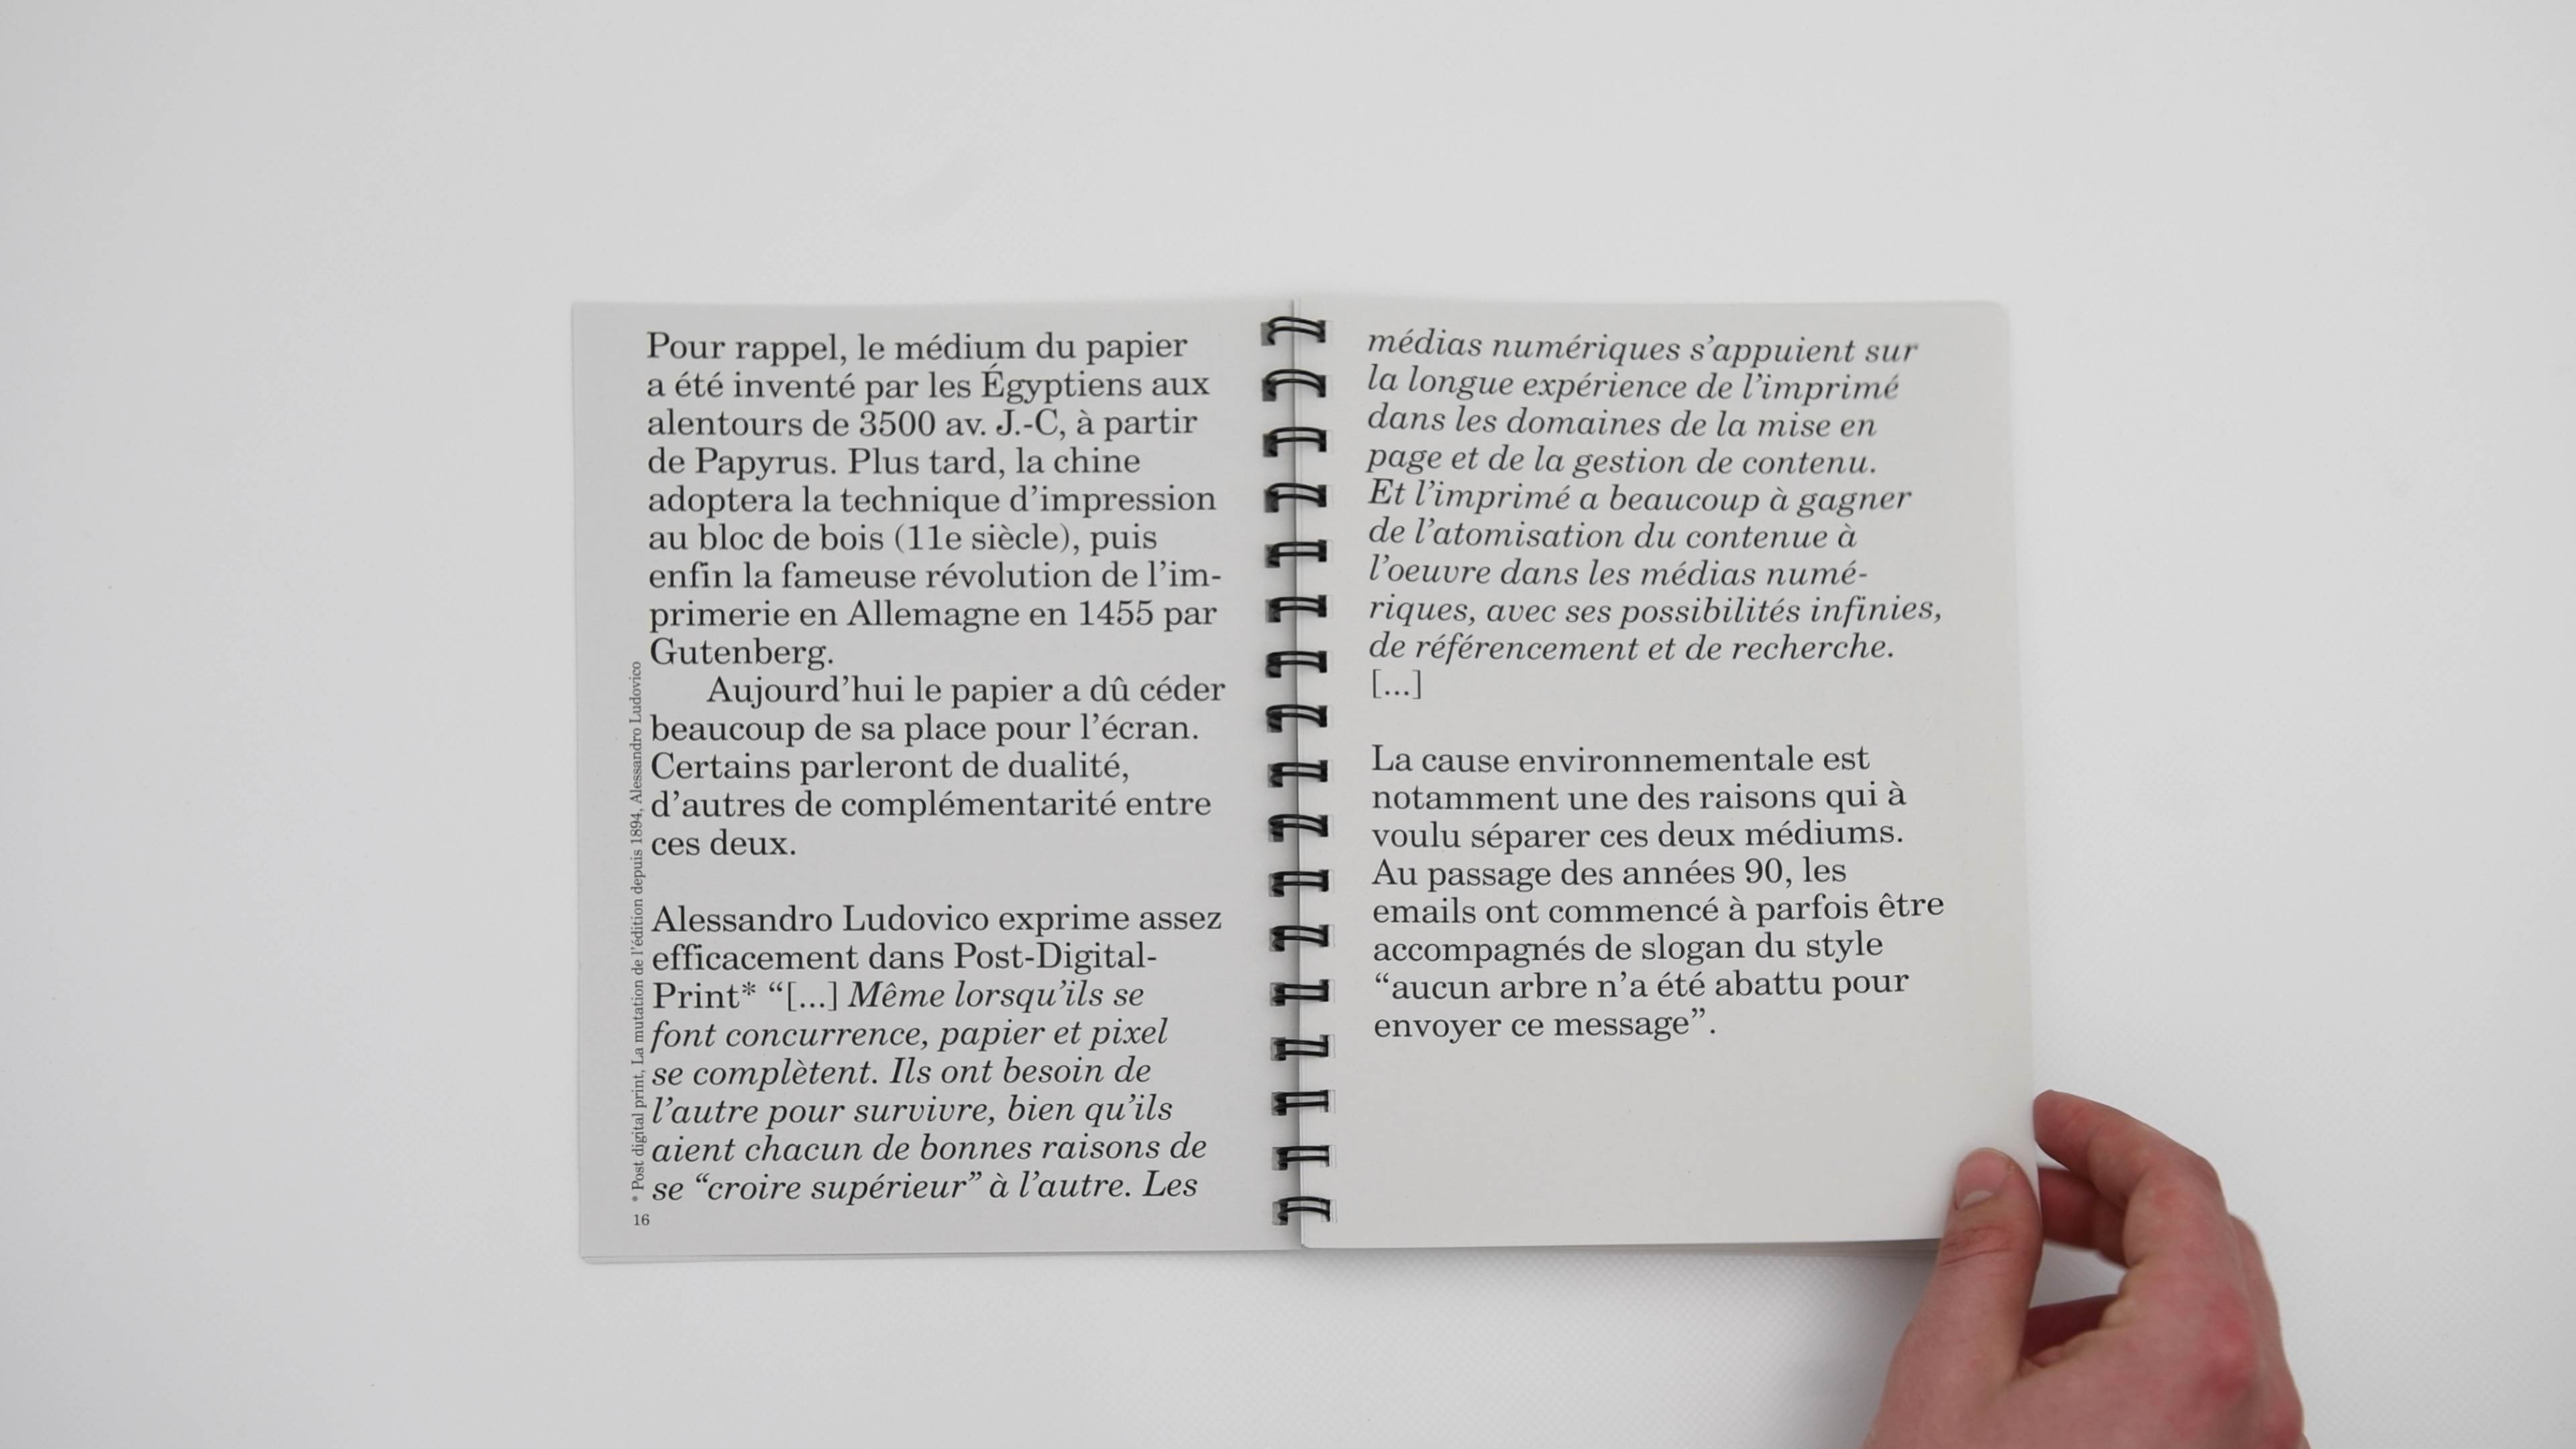 Pour rappel, le médium du papier
a été inventé par les Égyptiens aux
alentours de 3500 av. J.-C, à partir
de Papyrus. Plus tard, la chine
adoptera la technique d’impression
au bloc de bois (11e siècle), puis
enfin la fameuse révolution de l’im-
primerie en Allemagne en 1455 par
Gutenberg.
Aujourd’hui le papier a dû céder
beaucoup de sa place pour l’écran.
Certains parleront de dualité,
d’autres de complémentarité entre
ces deux.
Alessandro Ludovico exprime assez
efficacement dans Post-Digital-
Print* “[...] Même lorsqu’ils se
font concurrence, papier et pixel
se complètent. Ils ont besoin de
l’autre pour survivre, bien qu’ils
aient chacun de bonnes raisons de
se “croire supérieur” à l’autre. Les
* Post digital print, La mutation de l’édition depuis 1894, Alessandro Ludovico
16
médias numériques s’appuient sur
la longue expérience de l’imprimé
dans les domaines de la mise en
page et de la gestion de contenu.
Et l’imprimé a beaucoup à gagner
de l’atomisation du contenue à
l’oeuvre dans les médias numé-
riques, avec ses possibilités infinies,
de référencement et de recherche.
[...]
La cause environnementale est
notamment une des raisons qui à
voulu séparer ces deux médiums.
Au passage des années 90, les
emails ont commencé à parfois être
accompagnés de slogan du style
“aucun arbre n’a été abattu pour
envoyer ce message”.